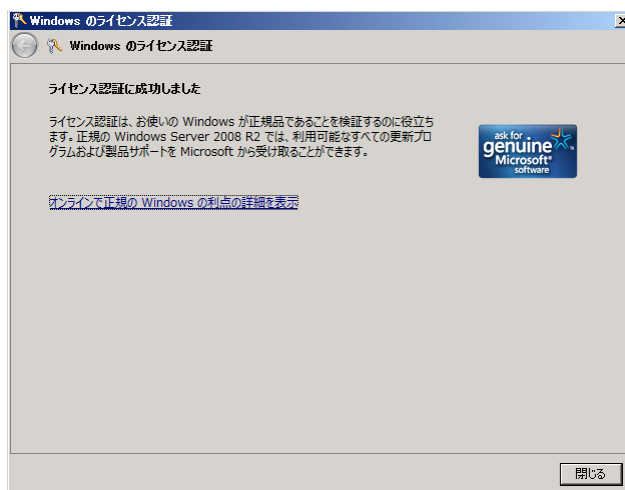 Windows のライセンス認証
Windows のライセンス認証
ライセンス認証に成功しました
ライセンス認証は、お使いの Windows が正規品であることを検証するのに役立ち
ます。正規の Windows Server 2008 R2 では、利用可能なすべての更新プロ
グラムおよび製品サポートを Microsoft から受け取ることができます。
ask for
genuine
Microsoft®
software
オンラインで正規の Windows の利点の詳細を表示
閉じる